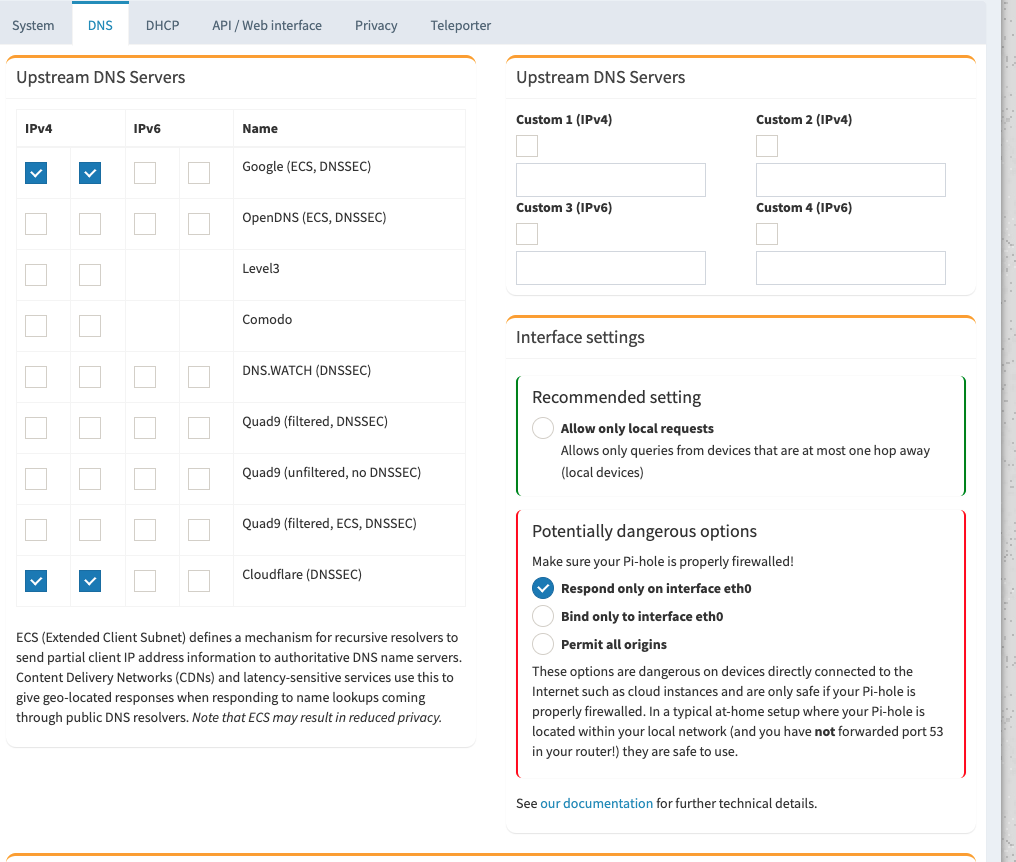 System
DNS
DHCP
API / Web interface
Privacy
Teleporter
Upstream DNS Servers
IPv4
IPv6
Name
Google (ECS, DNSSEC)
OpenDNS (ECS, DNSSEC)
Level3
Comodo
DNS.WATCH (DNSSEC)
Quad9 (filtered, DNSSEC)
Quad9 (unfiltered, no DNSSEC)
Quad9 (filtered, ECS, DNSSEC)
Cloudflare (DNSSEC)
ECS (Extended Client Subnet) defines a mechanism for recursive resolvers to
send partial client IP address information to authoritative DNS name servers.
Content Delivery Networks (CDNs) and latency-sensitive services use this to
give geo-located responses when responding to name lookups coming
through public DNS resolvers. Note that ECS may result in reduced privacy.
Upstream DNS Servers
Custom 1 (IPv4)
Custom 2 (IPv4)
Custom 3 (IPv6)
Custom 4 (IPv6)
Interface settings
Recommended setting
Allow only local requests
Allows only queries from devices that are at most one hop away
(local devices)
Potentially dangerous options
Make sure your Pi-hole is properly firewalled!
Respond only on interface eth0
Bind only to interface eth0
Permit all origins
These options are dangerous on devices directly connected to the
Internet such as cloud instances and are only safe if your Pi-hole is
properly firewalled. In a typical at-home setup where your Pi-hole is
located within your local network (and you have not forwarded port 53
in your router!) they are safe to use.
See our documentation for further technical details.